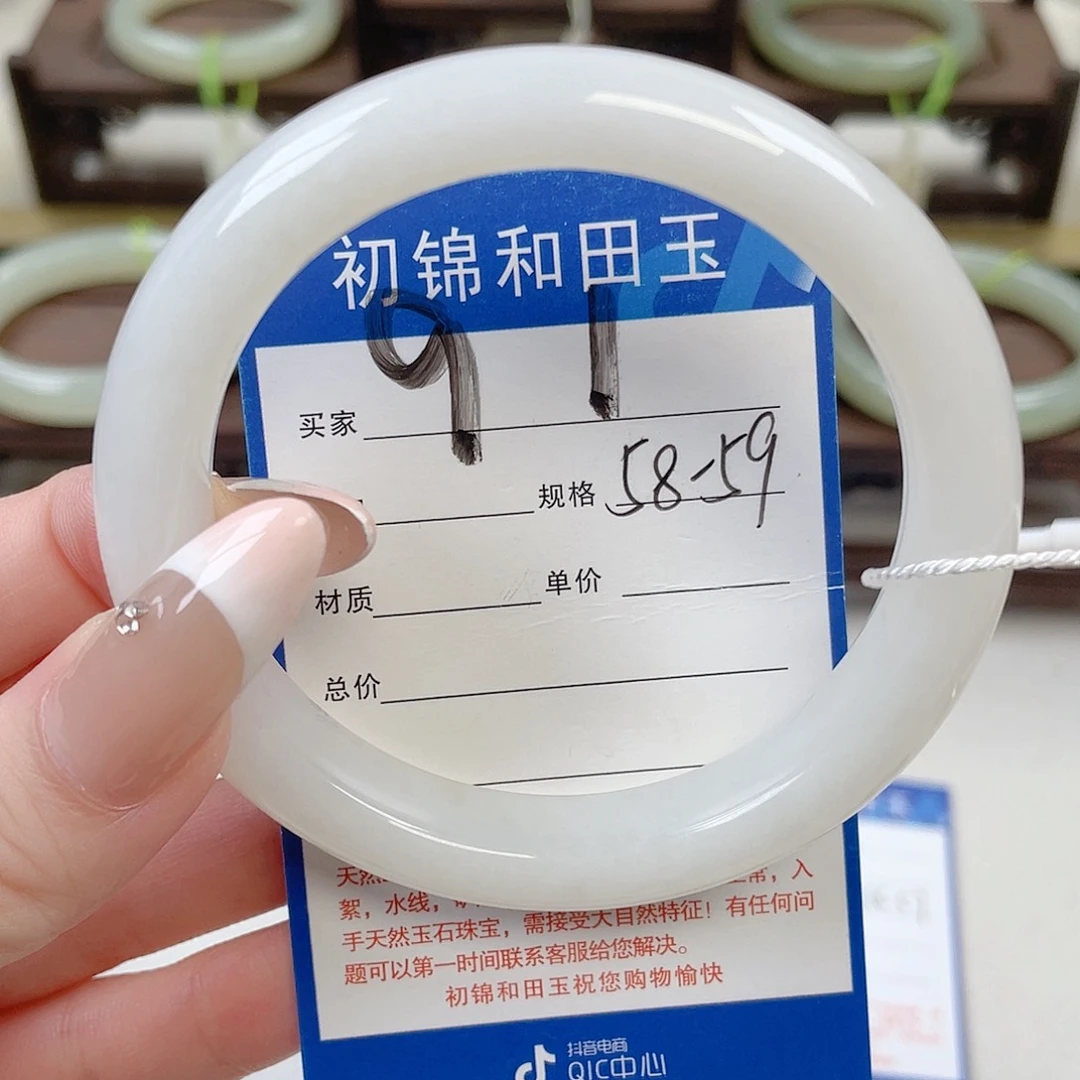 初锦和田玉
91
买家
规格 58-59
材质 单价
总价
天然
絮，水线，
手天然玉石珠宝，需接受大自然特征！有任何问
题可以第一时间联系客服给您解决。
初锦和田玉祝您购物愉快
抖音电商
QIC中心